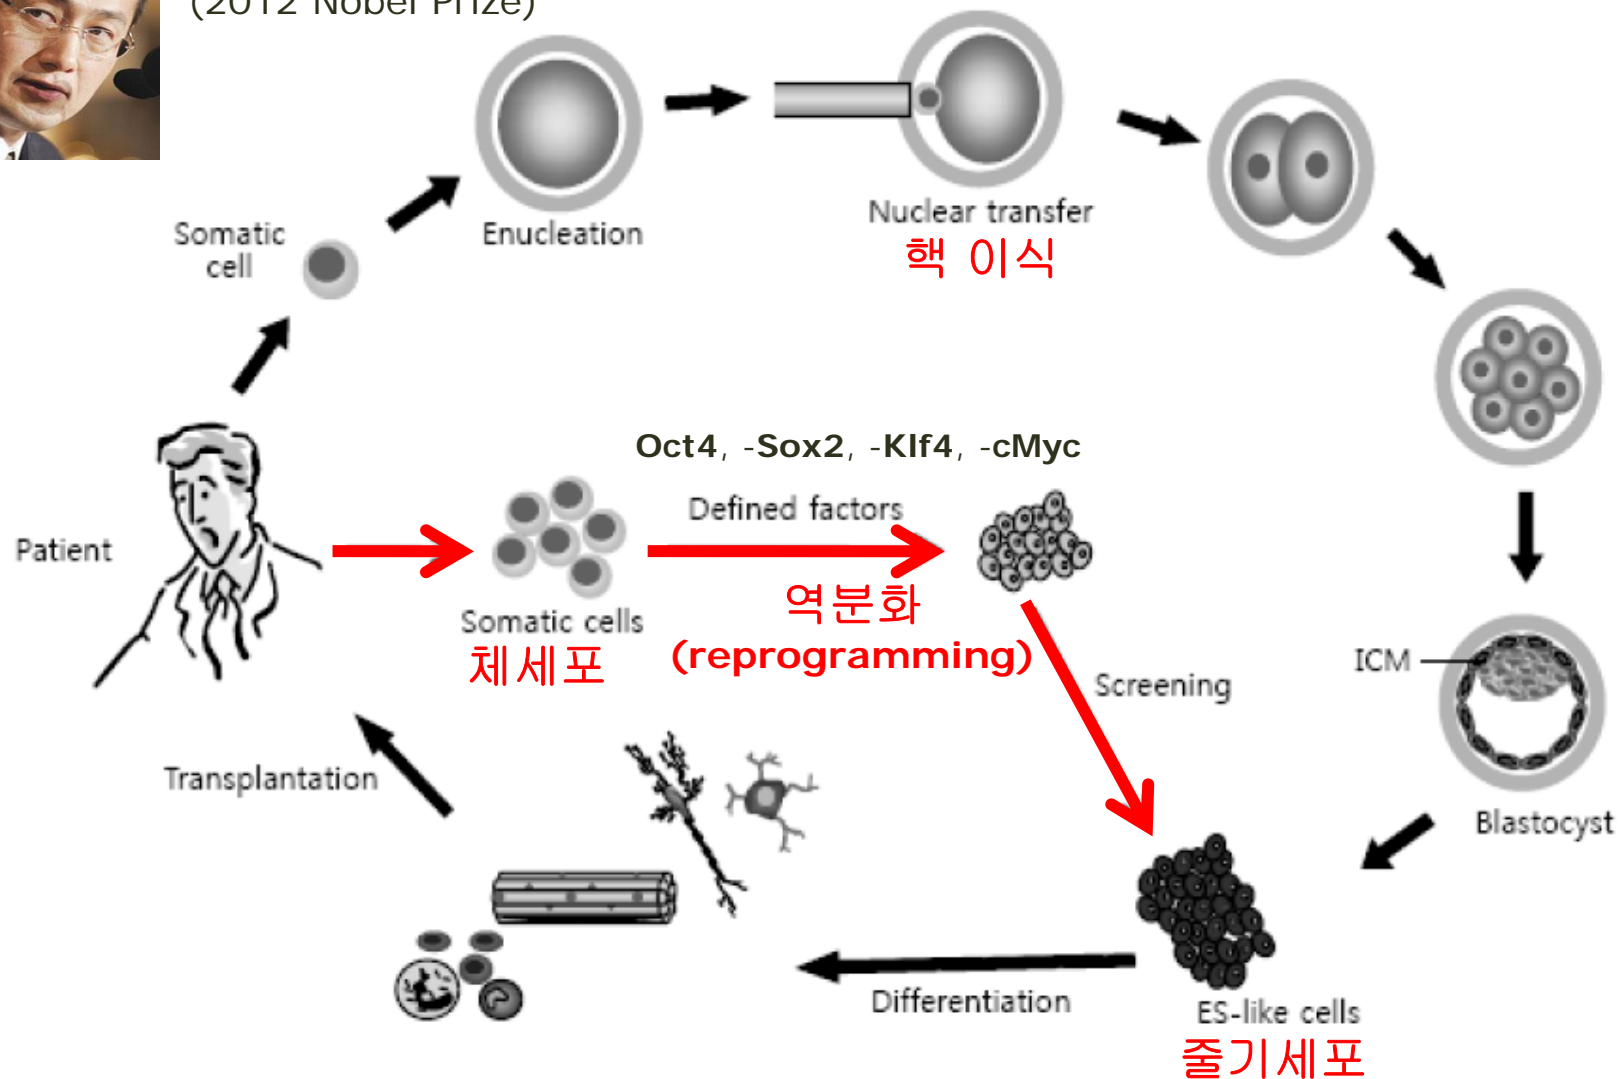 (2012 Nobel Prize)
Somatic
cell
Enucleation
Nuclear transfer
핵 이식
Oct4, -Sox2, -Klf4, -cMyc
Defined factors
Patient
역분화
(reprogramming)
Somatic cells
체세포
Screening
ICM
Blastocyst
Transplantation
Differentiation
ES-like cells
줄기세포